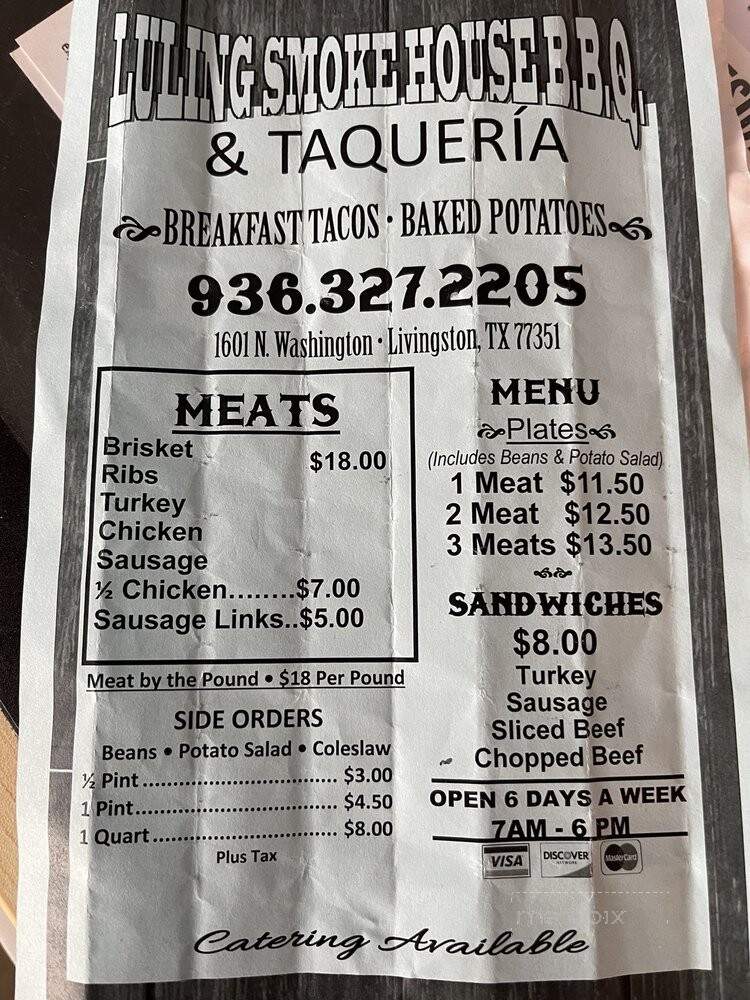 LULING SMOKE HOUSE B.B.Q.
& TAQUERÍA
BREAKFAST TACOS · BAKED POTATOES
936.327.2205
1601 N. Washington · Livingston, TX 77351
MEATS
Brisket
Ribs
$18.00
Turkey
Chicken
Sausage
½ Chicken........$7.00
Sausage Links..$5.00
Meat by the Pound • $18 Per Pound
SIDE ORDERS
Beans • Potato Salad • Coleslaw
½ Pint .................................. $3.00
1 Pint................................... $4.50
1 Quart................................ $8.00
Plus Tax
MENU
Plates
(Includes Beans & Potato Salad)
1 Meat $11.50
2 Meat $12.50
3 Meats $13.50
SANDWICHES
$8.00
Turkey
Sausage
Sliced Beef
Chopped Beef
OPEN 6 DAYS A WEEK
7AM - 6 PM
VISA
DISCOVER
NETWORK
MasterCard
Catering Available